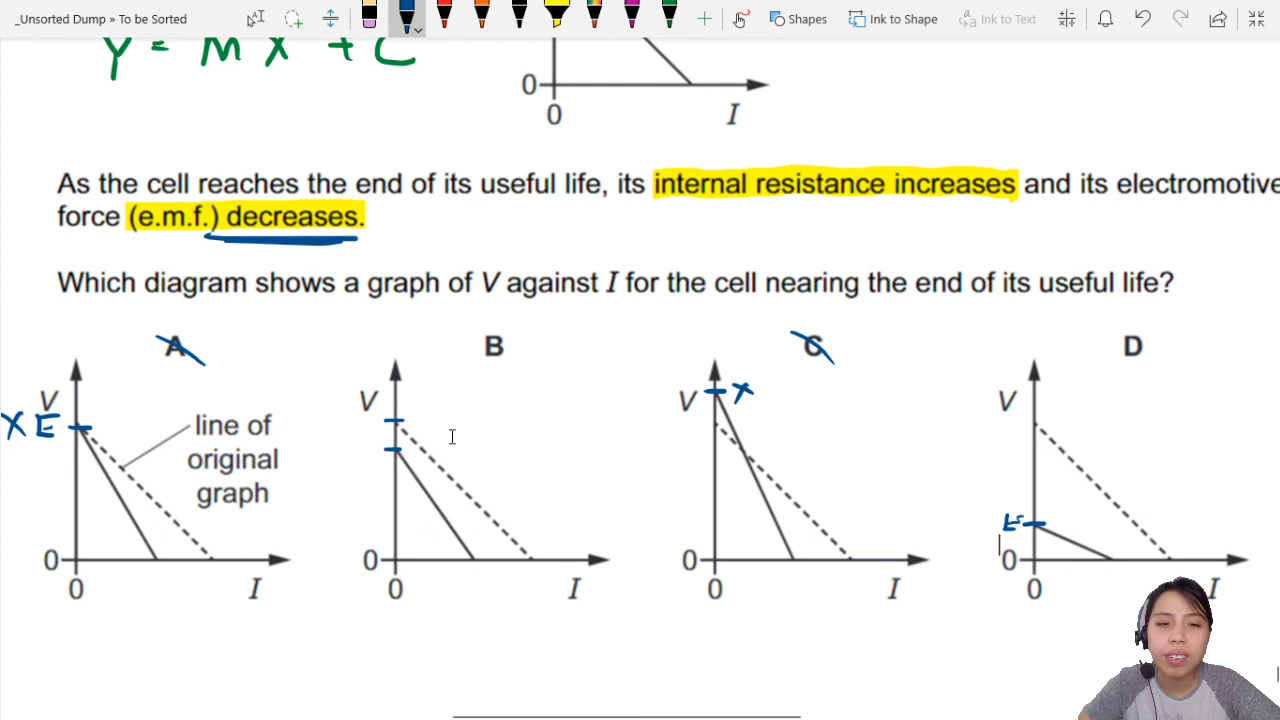 _Unsorted Dump » To be Sorted
Shapes
Ink to Shape
Ink to Text
y = m x + c
0
0
I
As the cell reaches the end of its useful life, its internal resistance increases and its electromotive
force (e.m.f.) decreases.
Which diagram shows a graph of V against I for the cell nearing the end of its useful life?
A B C D
V V V V
X E
x
line of
original
graph
E
0 0 0 0
0 I 0 I 0 I 0 I